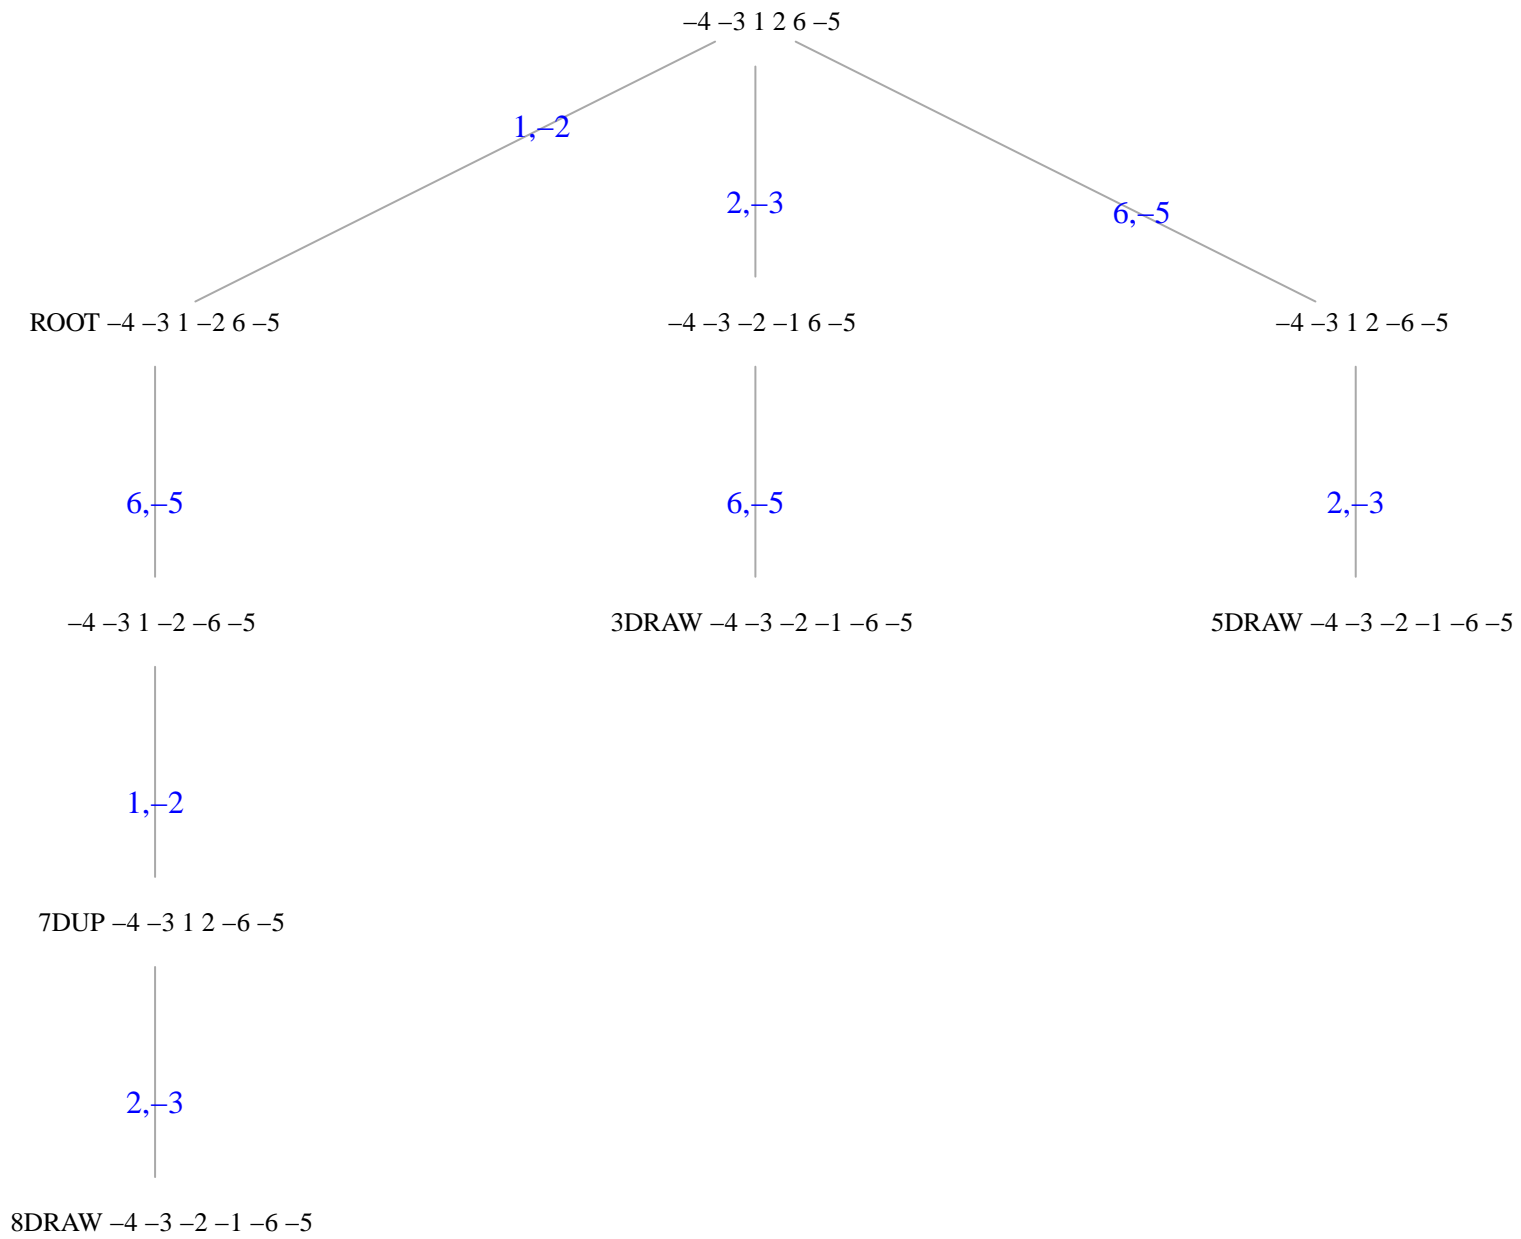 –4 –3 1 2 6 –5
1,–2
2,–3
6,–5
ROOT –4 –3 1 –2 6 –5
–4 –3 –2 –1 6 –5
–4 –3 1 2 –6 –5
6,–5
6,–5
2,–3
–4 –3 1 –2 –6 –5
3DRAW –4 –3 –2 –1 –6 –5
5DRAW –4 –3 –2 –1 –6 –5
1,–2
7DUP –4 –3 1 2 –6 –5
2,–3
8DRAW –4 –3 –2 –1 –6 –5